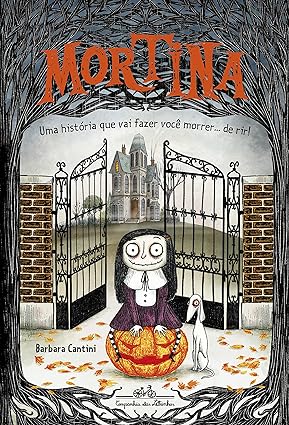 MORTINA
Uma história que vai fazer você morrer... de rir!
Barbara Cantini
Companhia das Letrinhas